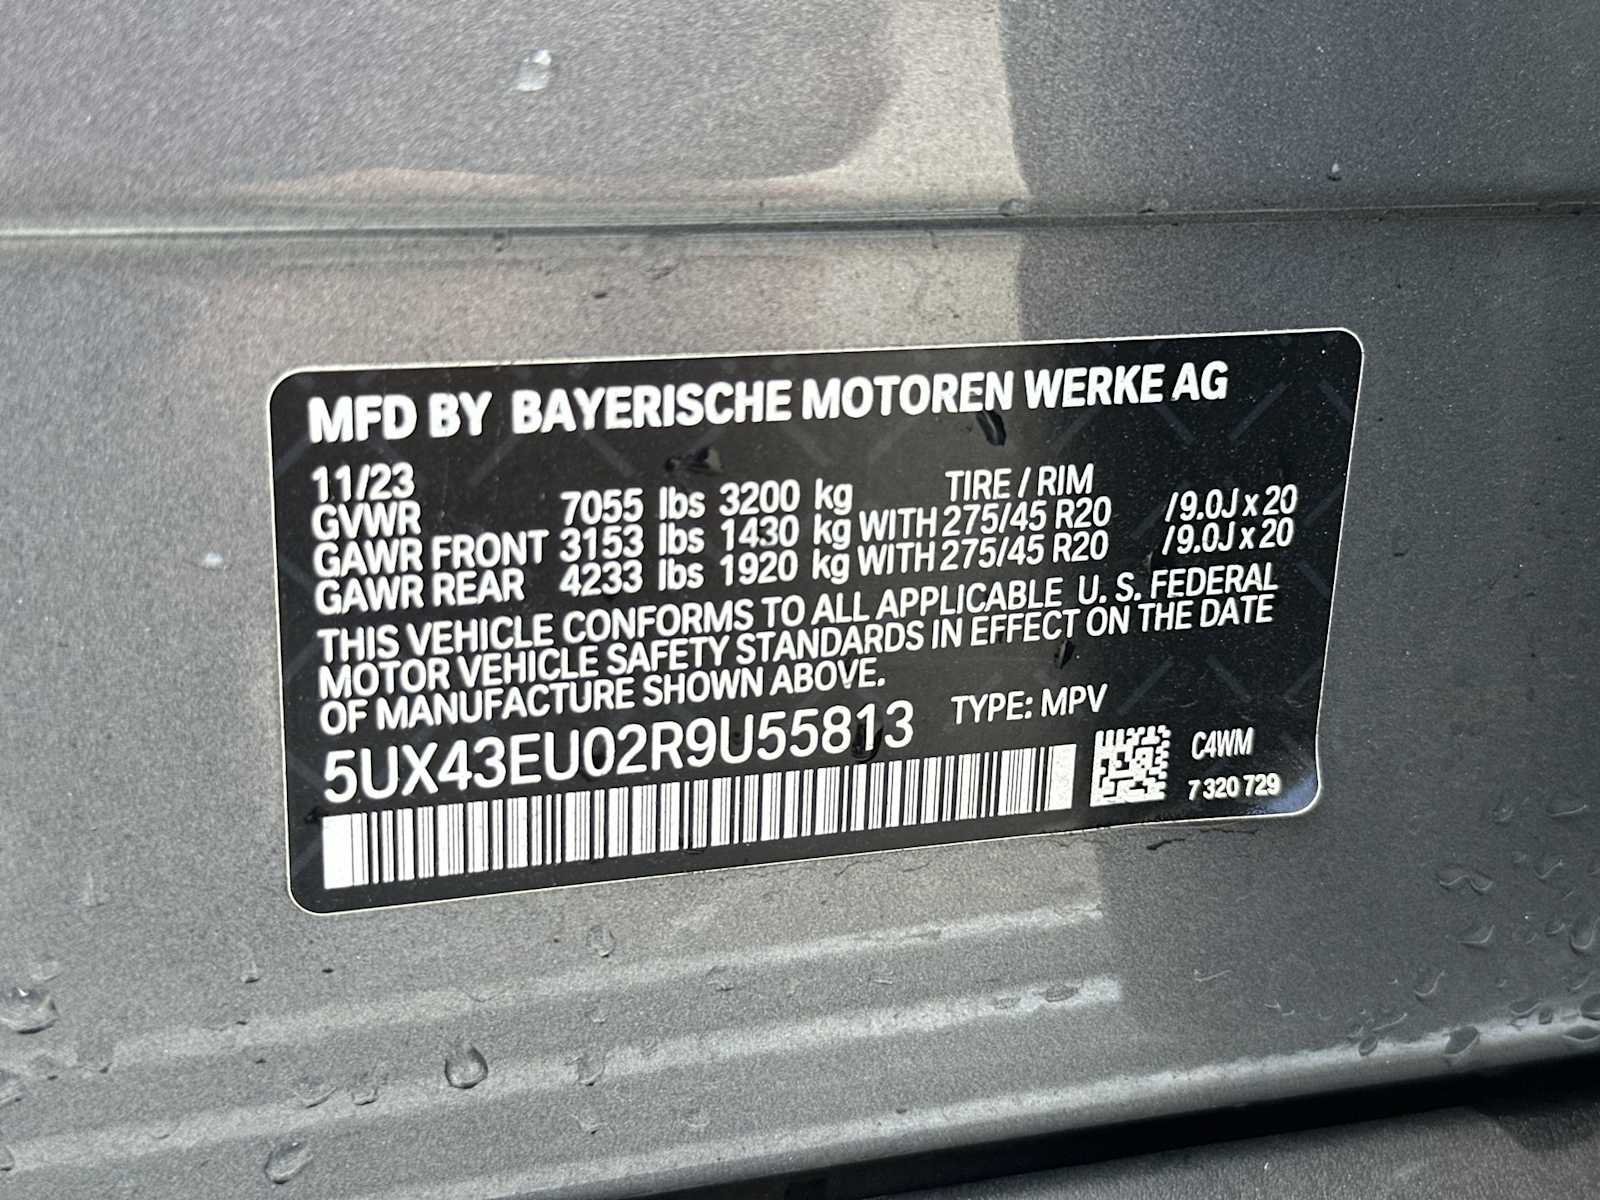 MFD BY BAYERISCHE MOTOREN WERKE AG
11/23 TIRE / RIM
GVWR 7055 lbs 3200 kg
GAWR FRONT 3153 lbs 1430 kg WITH 275/45 R20 /9.0J x 20
GAWR REAR 4233 lbs 1920 kg WITH 275/45 R20 /9.0J x 20
THIS VEHICLE CONFORMS TO ALL APPLICABLE U. S. FEDERAL
MOTOR VEHICLE SAFETY STANDARDS IN EFFECT ON THE DATE
OF MANUFACTURE SHOWN ABOVE.
5UX43EU02R9U55813 TYPE: MPV
C4WM
7 320 729